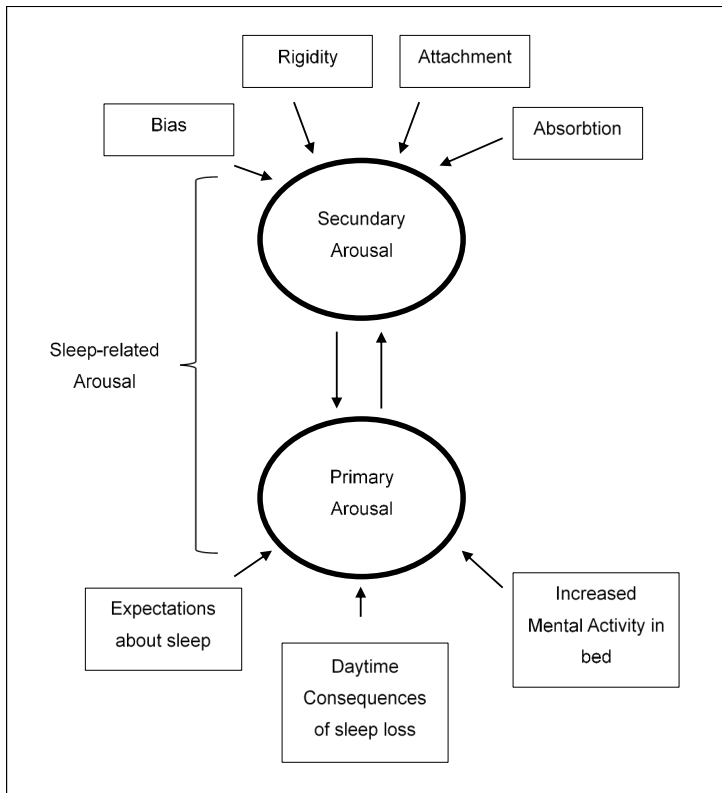 Rigidity
Attachment
Bias
Absorbtion
Secundary
Arousal
Sleep-related
Arousal
Primary
Arousal
Expectations
about sleep
Daytime
Consequences
of sleep loss
Increased
Mental Activity in
bed